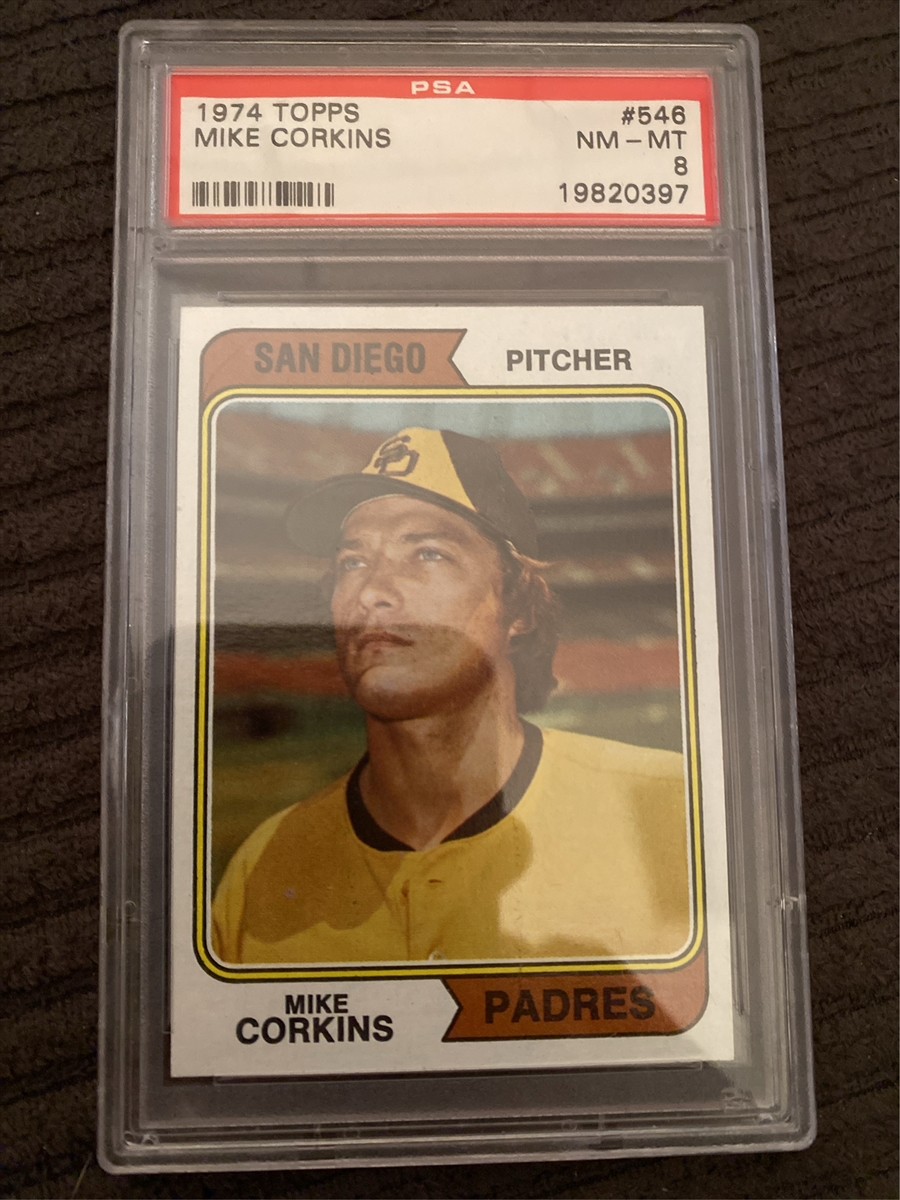 PSA
1974 TOPPS #546
MIKE CORKINS NM - MT
8
19820397
SAN DIEGO PITCHER
SD
MIKE
CORKINS
PADRES